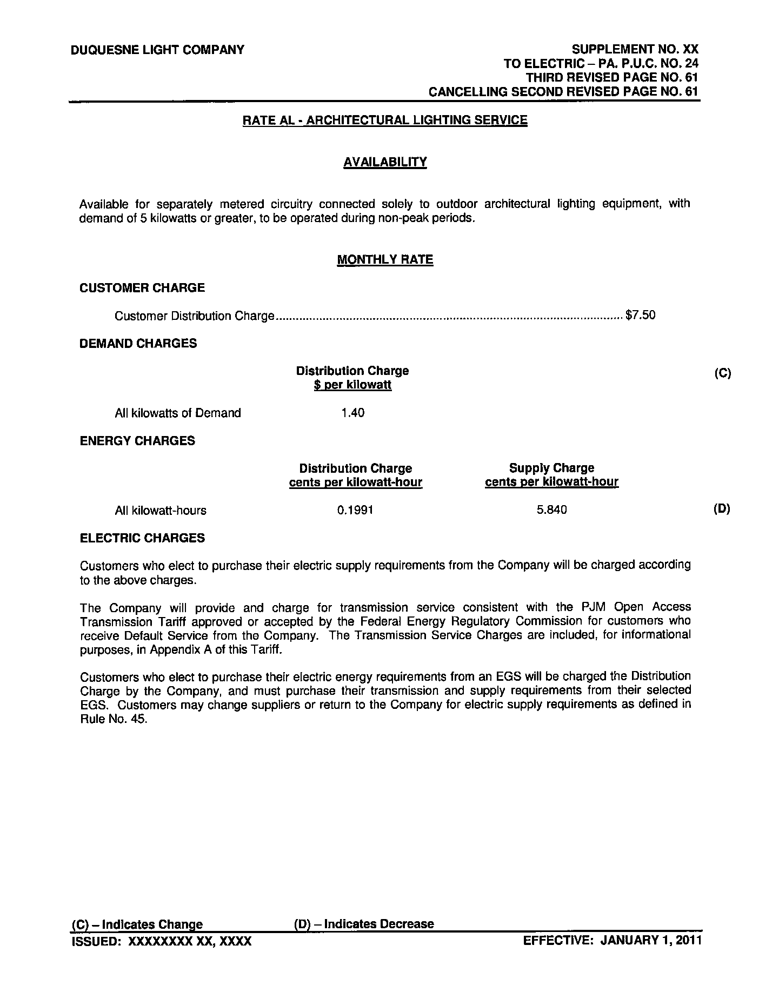 DUQUESNE LIGHT COMPANY
SUPPLEMENT NO. XX
TO ELECTRIC – PA. P.U.C. NO. 24
THIRD REVISED PAGE NO. 61
CANCELLING SECOND REVISED PAGE NO. 61
RATE AL - ARCHITECTURAL LIGHTING SERVICE
AVAILABILITY
Available for separately metered circuitry connected solely to outdoor architectural lighting equipment, with
demand of 5 kilowatts or greater, to be operated during non-peak periods.
MONTHLY RATE
CUSTOMER CHARGE
Customer Distribution Charge........................................................................................................ $7.50
DEMAND CHARGES
Distribution Charge (C)
$ per kilowatt
All kilowatts of Demand 1.40
ENERGY CHARGES
Distribution Charge Supply Charge
cents per kilowatt-hour cents per kilowatt-hour
All kilowatt-hours 0.1991 5.840 (D)
ELECTRIC CHARGES
Customers who elect to purchase their electric supply requirements from the Company will be charged according
to the above charges.
The Company will provide and charge for transmission service consistent with the PJM Open Access
Transmission Tariff approved or accepted by the Federal Energy Regulatory Commission for customers who
receive Default Service from the Company. The Transmission Service Charges are included, for informational
purposes, in Appendix A of this Tariff.
Customers who elect to purchase their electric energy requirements from an EGS will be charged the Distribution
Charge by the Company, and must purchase their transmission and supply requirements from their selected
EGS. Customers may change suppliers or return to the Company for electric supply requirements as defined in
Rule No. 45.
(C) – Indicates Change (D) – Indicates Decrease
ISSUED: XXXXXXXX XX, XXXX EFFECTIVE: JANUARY 1, 2011